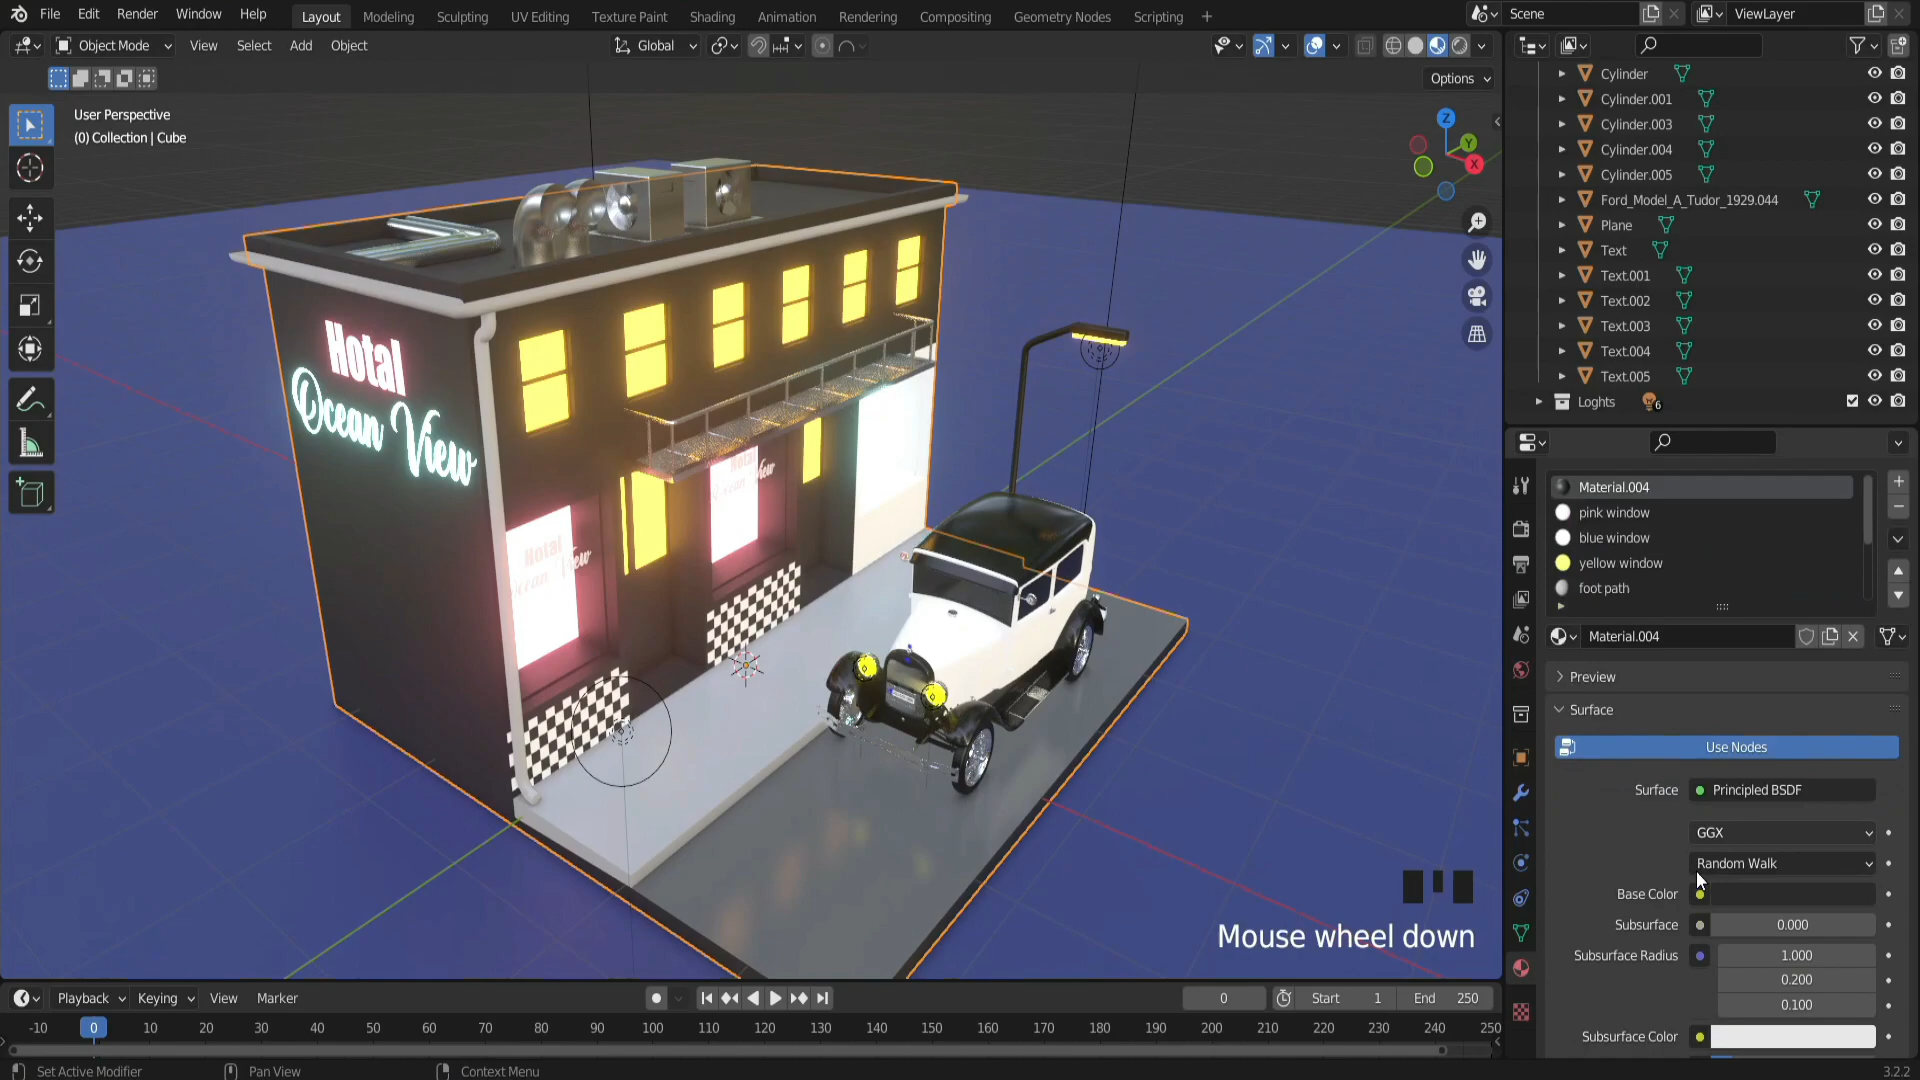 File Edit Render Window Help Layout Modeling Sculpting UV Editing Texture Paint Shading Animation Rendering Compositing Geometry Nodes Scripting + Scene ViewLayer
Object Mode View Select Add Object Global
Options
User Perspective
(0) Collection | Cube
Z
Y
X
Hotal
Ocean View
Hotal
Ocean View
Hotal
Ocean View
Mouse wheel down
Cylinder
Cylinder.001
Cylinder.003
Cylinder.004
Cylinder.005
Ford_Model_A_Tudor_1929.044
Plane
Text
Text.001
Text.002
Text.003
Text.004
Text.005
Loghts 6
Material.004
pink window
blue window
yellow window
foot path
Material.004
Preview
Surface
Use Nodes
Surface Principled BSDF
GGX
Random Walk
Base Color
Subsurface 0.000
Subsurface Radius 1.000
0.200
0.100
Subsurface Color
Playback Keying View Marker 0 Start 1 End 250
-10 0 10 20 30 40 50 60 70 80 90 100 110 120 130 140 150 160 170 180 190 200 210 220 230 240 250
Set Active Modifier Pan View Context Menu 3.2.2